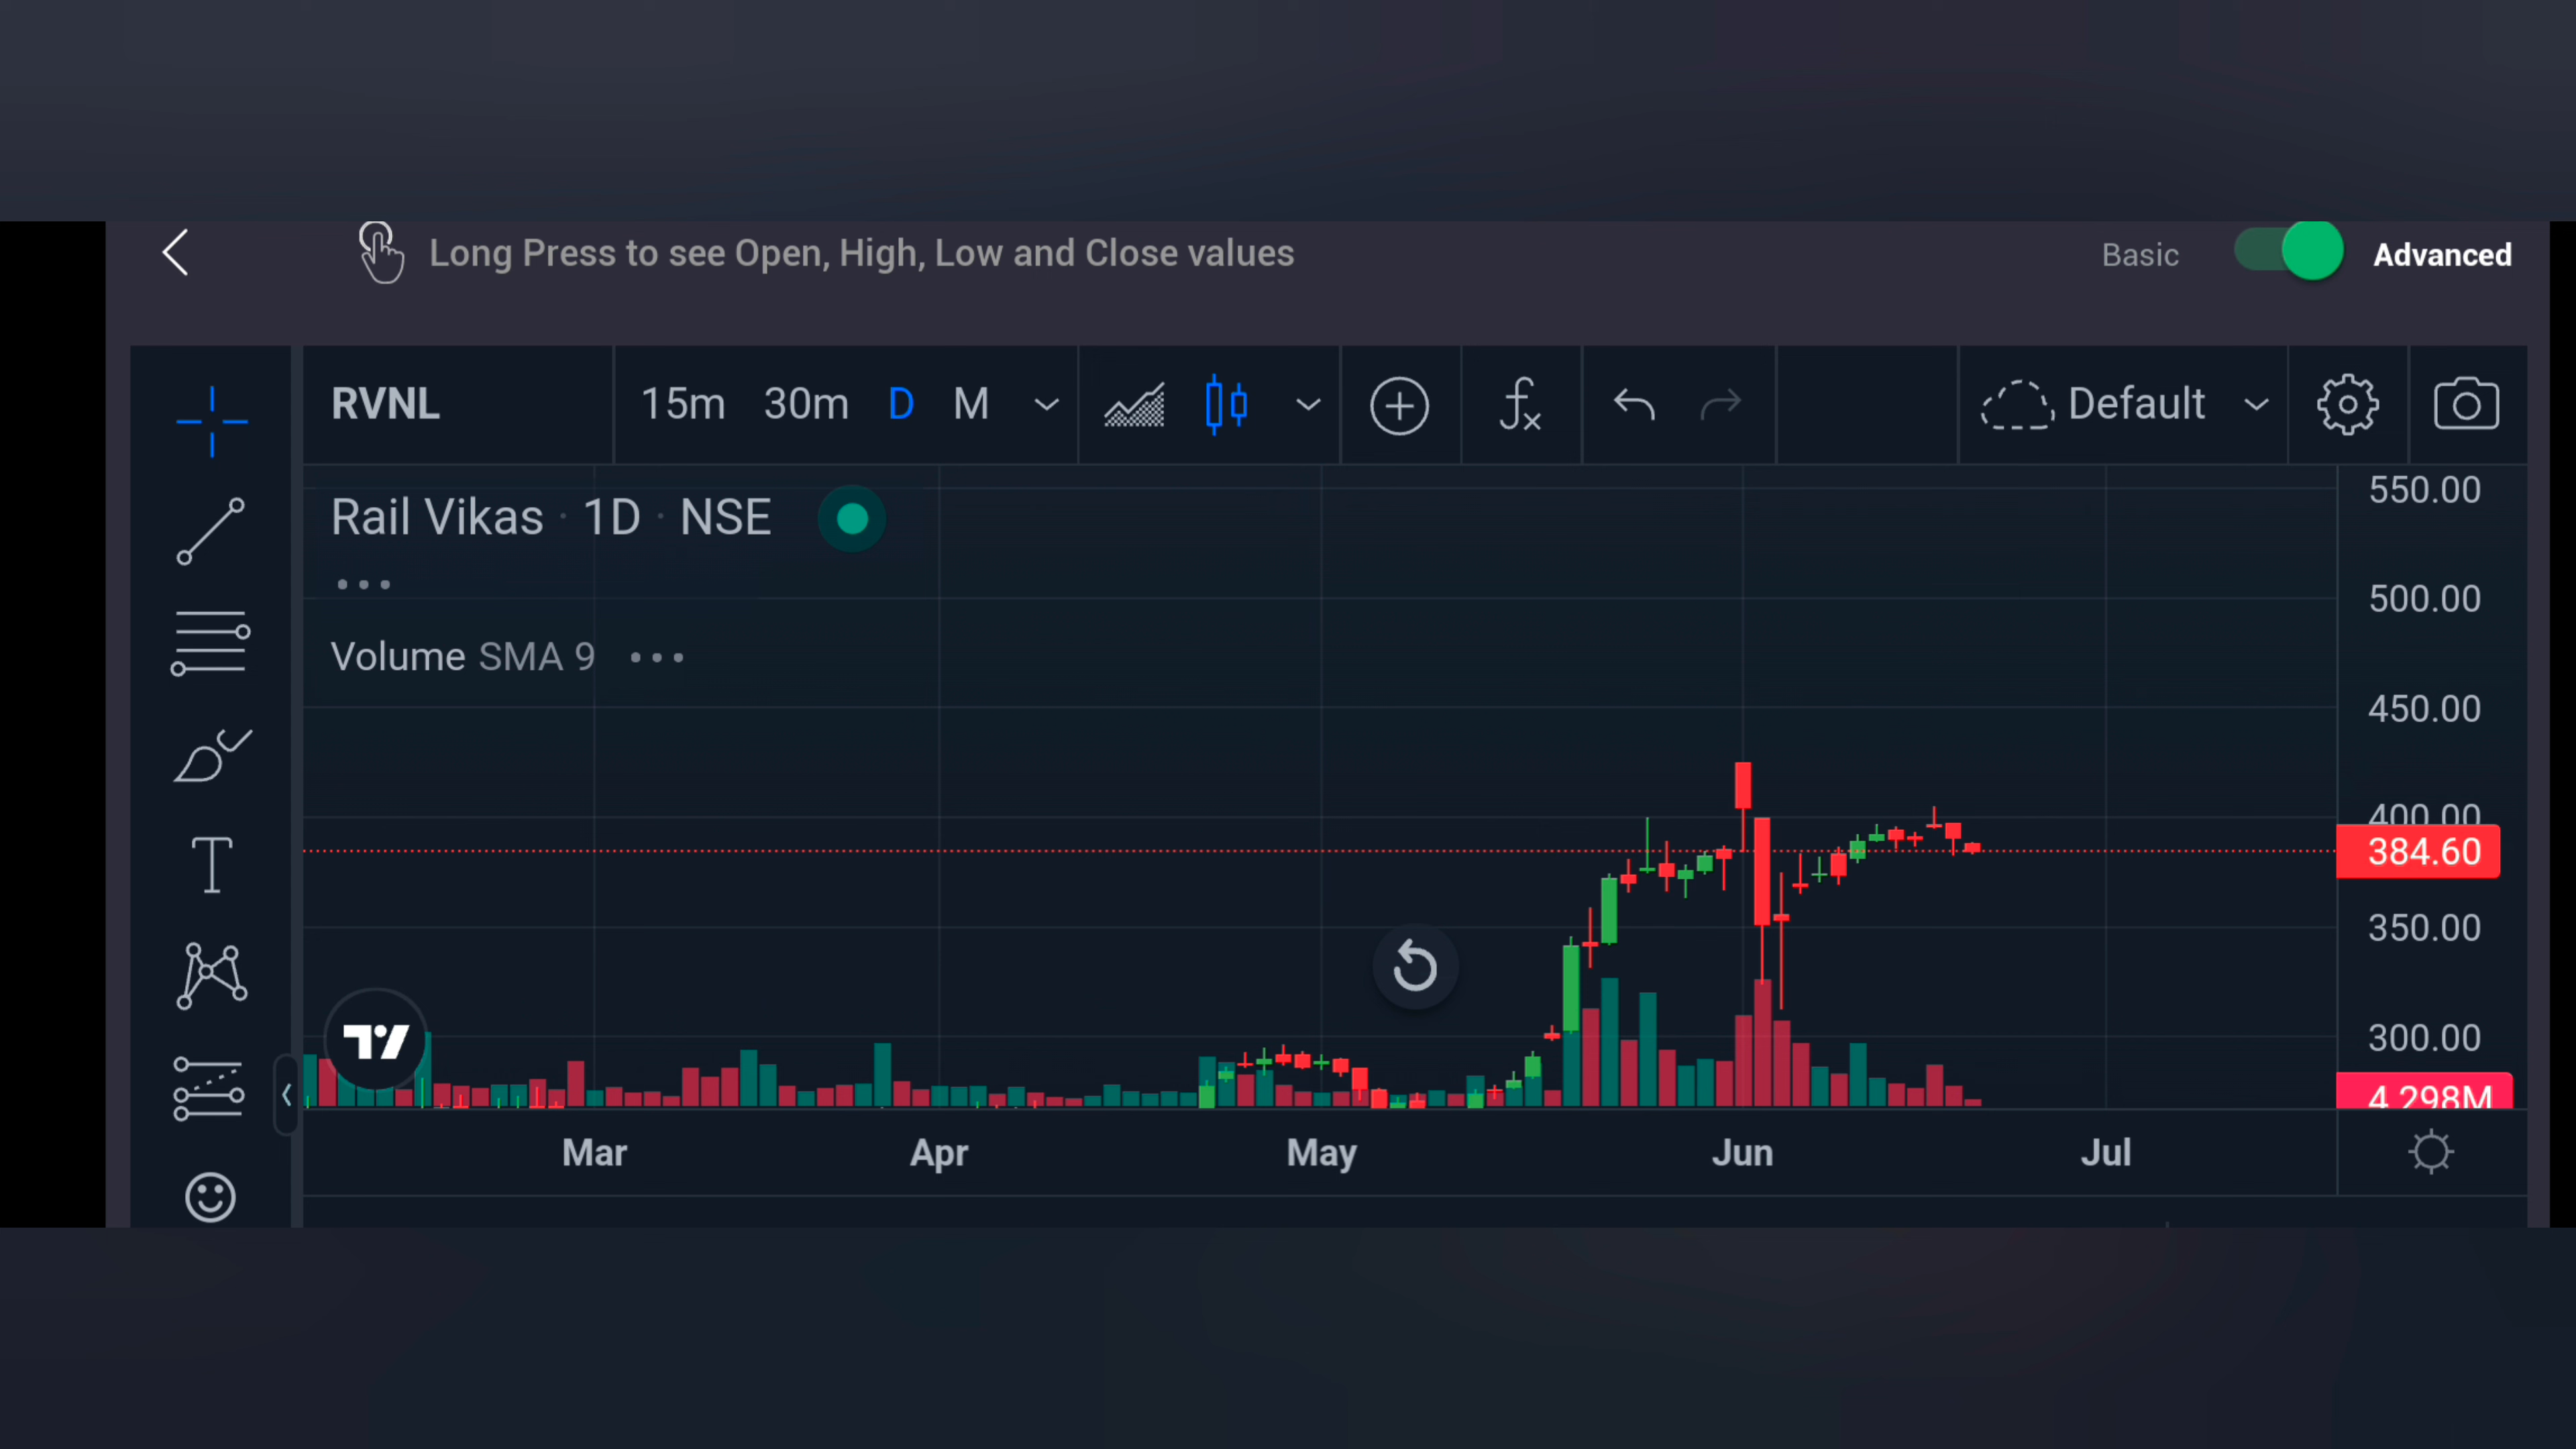 Long Press to see Open, High, Low and Close values
Basic
Advanced
RVNL
15m 30m D M
Default
Rail Vikas · 1D · NSE
Volume SMA 9
550.00
500.00
450.00
400.00
384.60
350.00
300.00
4.298M
Mar
Apr
May
Jun
Jul